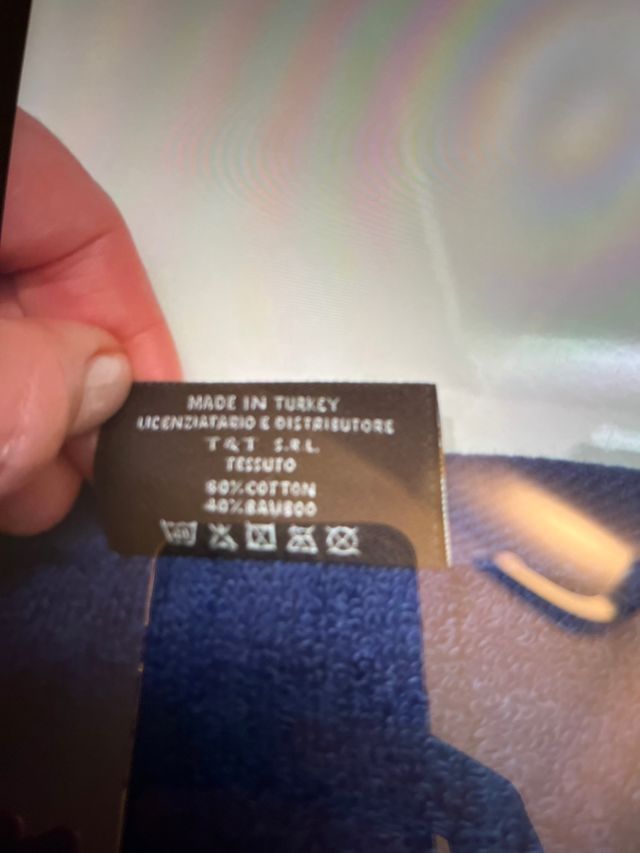 MADE IN TURKEY
LICENZIATARIO E DISTRIBUTORE
T&T S.R.L
TESSUTO
60%COTTON
40%BAMBOO